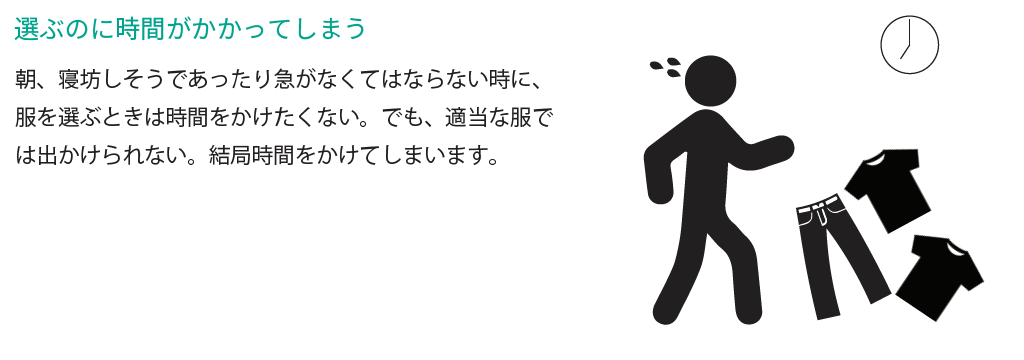 選ぶのに時間がかかってしまう
朝、寝坊しそうであったり急がなくてはならない時に、
服を選ぶときは時間をかけたくない。でも、適当な服で
は出かけられない。結局時間をかけてしまいます。